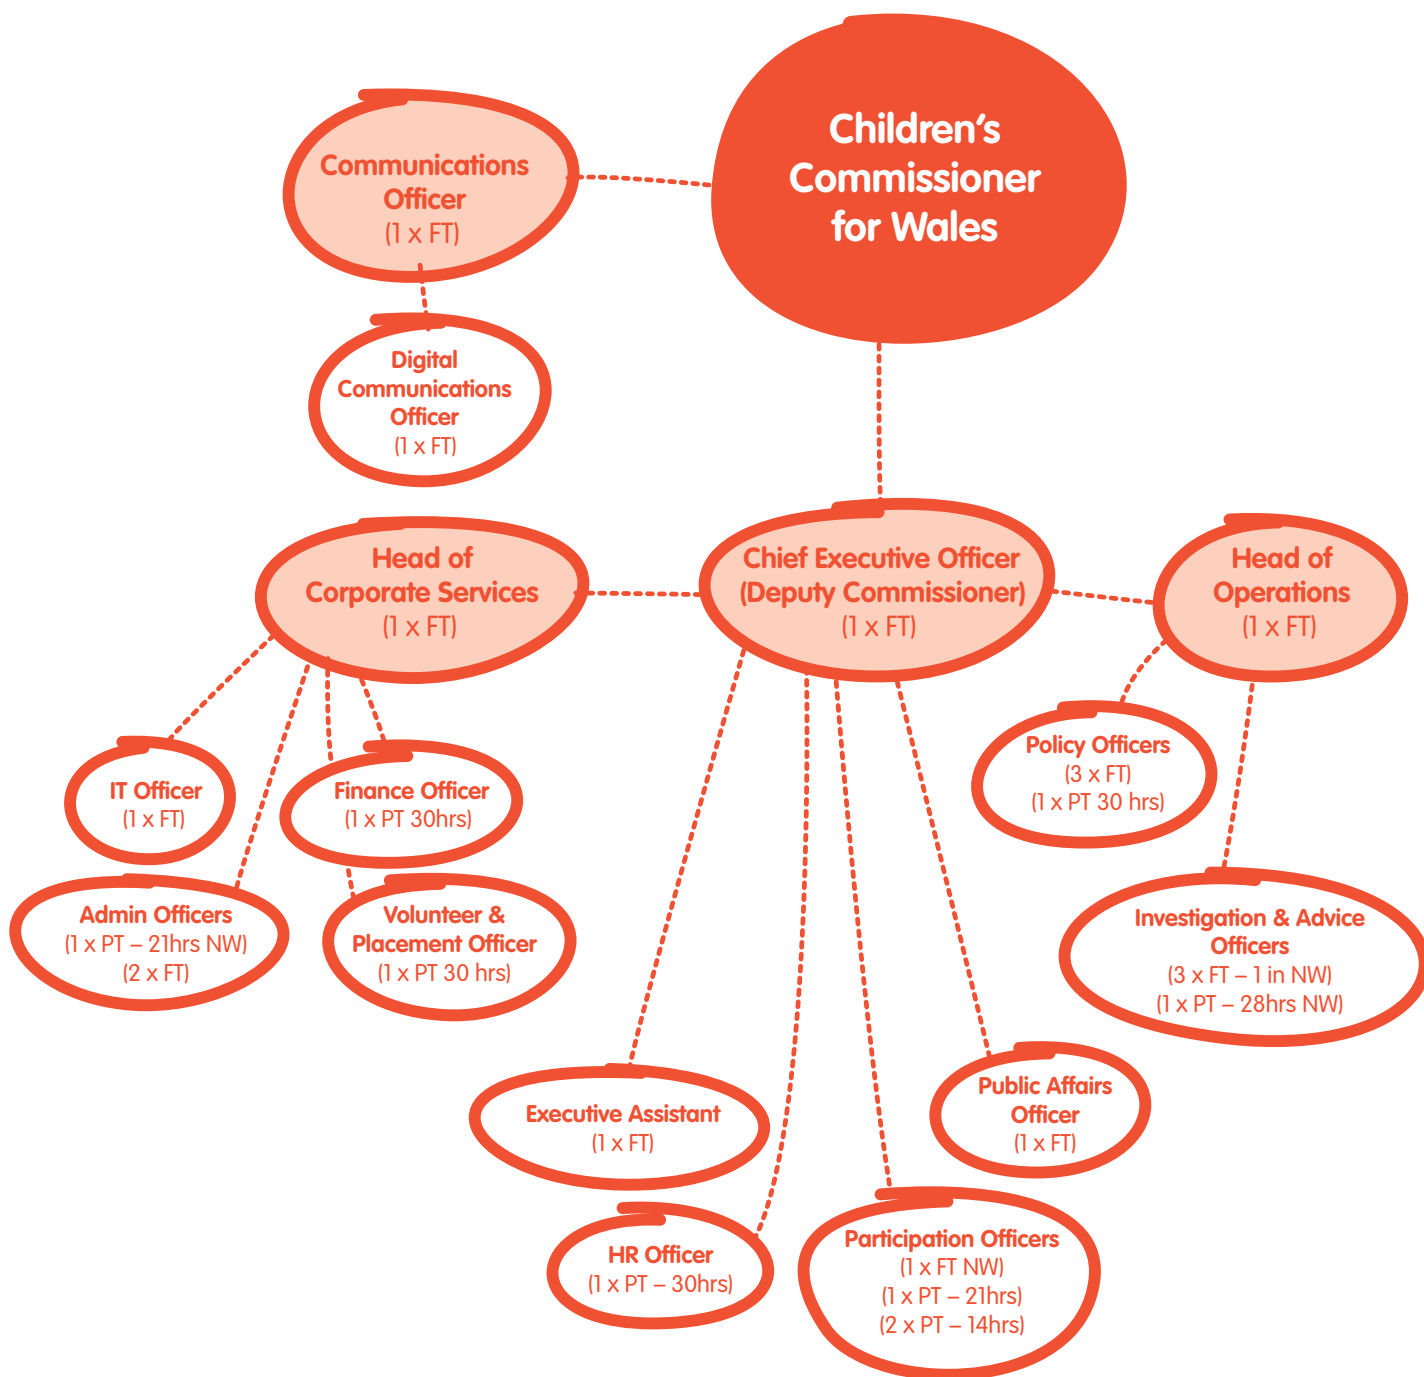 Children's
Commissioner
for Wales
Communications
Officer
(1 x FT)
Digital
Communications
Officer
(1 x FT)
Head of
Corporate Services
(1 x FT)
Chief Executive Officer
(Deputy Commissioner)
(1 x FT)
Head of
Operations
(1 x FT)
IT Officer
(1 x FT)
Finance Officer
(1 x PT 30hrs)
Policy Officers
(3 x FT)
(1 x PT 30 hrs)
Admin Officers
(1 x PT – 21hrs NW)
(2 x FT)
Volunteer &
Placement Officer
(1 x PT 30 hrs)
Investigation & Advice
Officers
(3 x FT – 1 in NW)
(1 x PT – 28hrs NW)
Executive Assistant
(1 x FT)
Public Affairs
Officer
(1 x FT)
HR Officer
(1 x PT – 30hrs)
Participation Officers
(1 x FT NW)
(1 x PT – 21hrs)
(2 x PT – 14hrs)